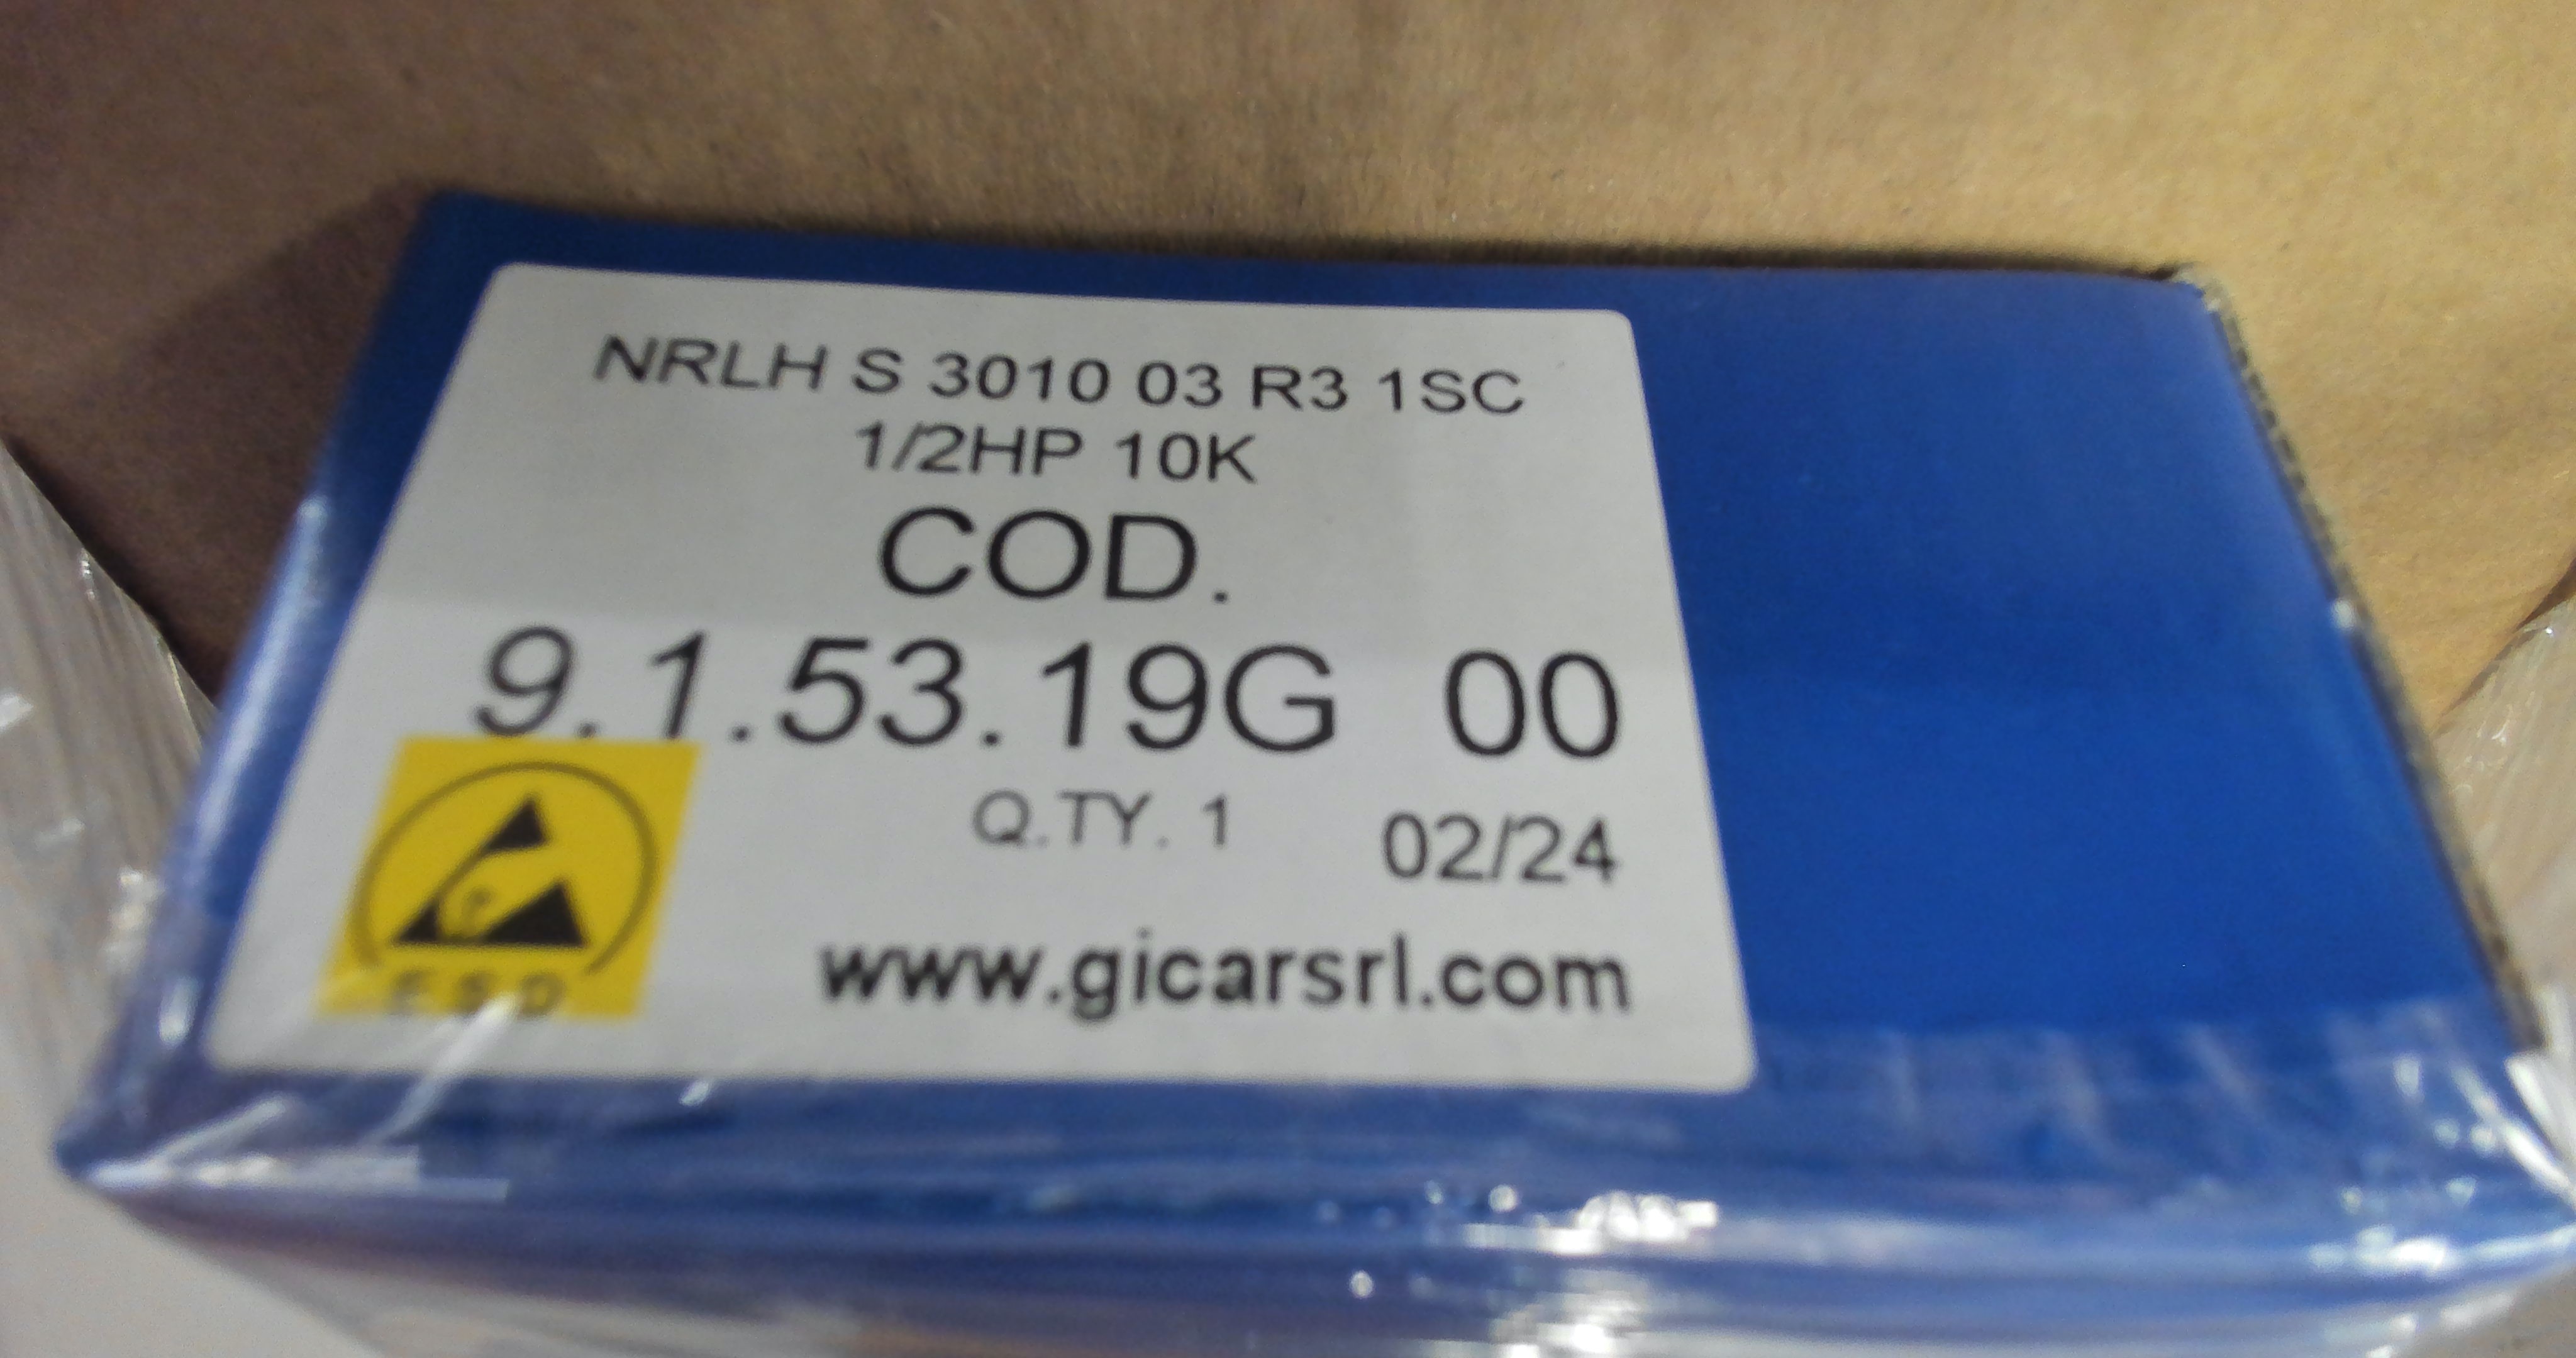 NRLH S 3010 03 R3 1SC
1/2HP 10K
COD.
9.1.53.19G 00
Q.TY. 1
02/24
ESD
www.gicarsrl.com